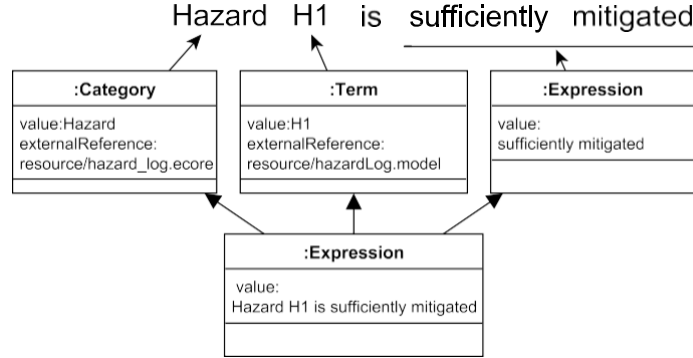 Hazard H1 is sufficiently mitigated
:Category
value:Hazard
externalReference:
resource/hazard_log.ecore
:Term
value:H1
externalReference:
resource/hazardLog.model
:Expression
value:
sufficiently mitigated
:Expression
value:
Hazard H1 is sufficiently mitigated